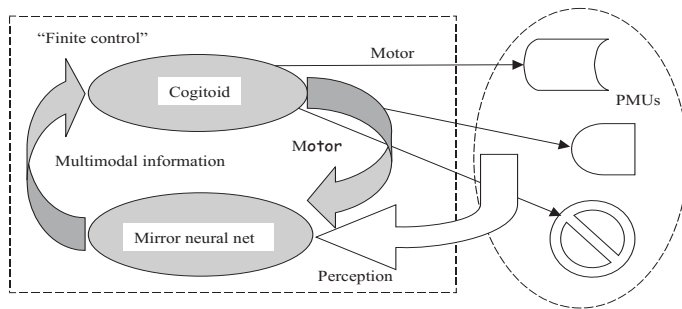 “Finite control”
Motor
Cogitoid
PMUs
Motor
Multimodal information
Mirror neural net
Perception